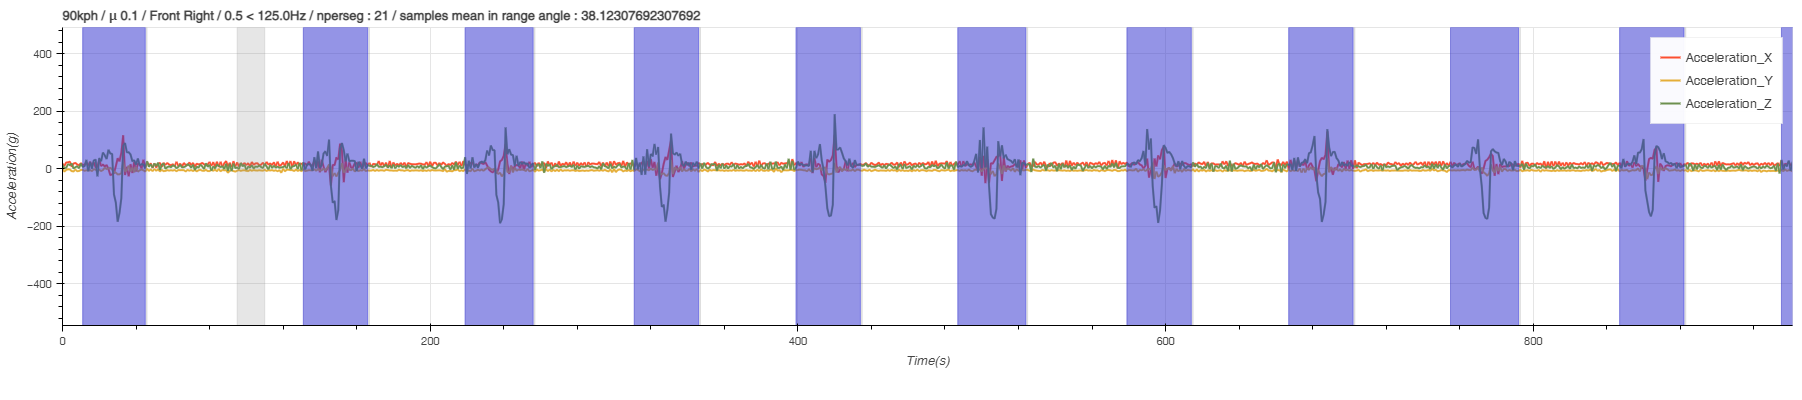 90kph / µ 0.1 / Front Right / 0.5 < 125.0Hz / nperseg : 21 / samples mean in range angle : 38.12307692307692
400
200
0
−200
−400
Acceleration(g)
Acceleration_X
Acceleration_Y
Acceleration_Z
0 200 400 600 800
Time(s)